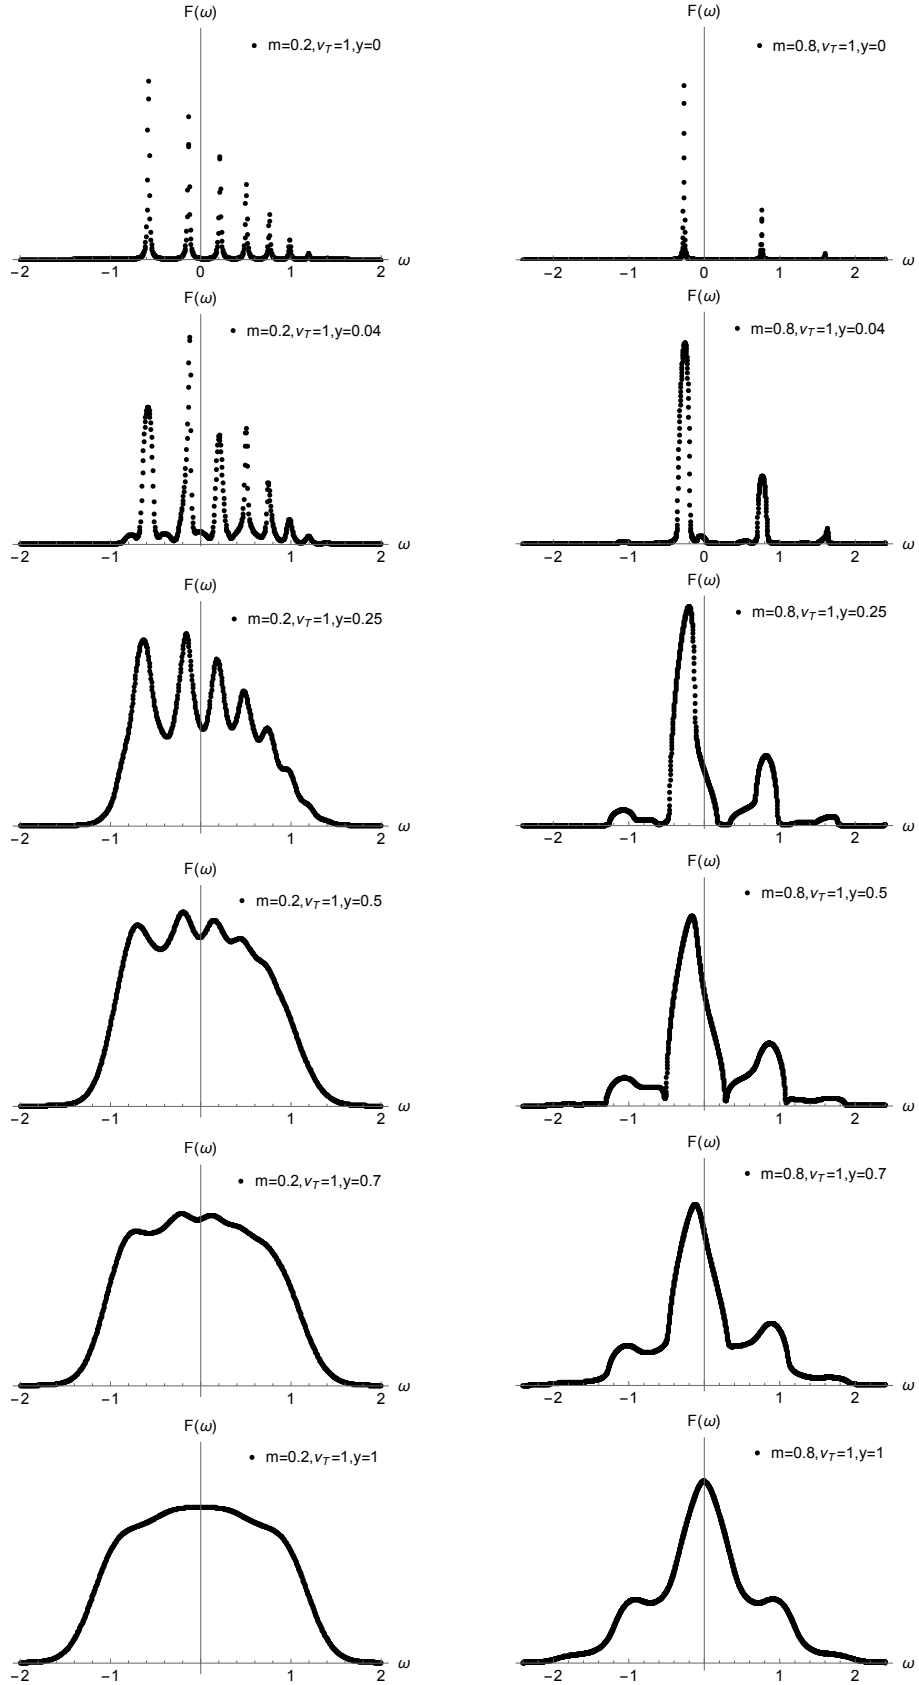 F(ω)
• m=0.2,v_T=1,y=0
−2 −1 0 1 2 ω
F(ω)
• m=0.8,v_T=1,y=0
−2 −1 0 1 2 ω
F(ω)
• m=0.2,v_T=1,y=0.04
−2 −1 0 1 2 ω
F(ω)
• m=0.8,v_T=1,y=0.04
−2 −1 0 1 2 ω
F(ω)
• m=0.2,v_T=1,y=0.25
−2 −1 1 2 ω
F(ω)
• m=0.8,v_T=1,y=0.25
−2 −1 1 2 ω
F(ω)
• m=0.2,v_T=1,y=0.5
−2 −1 1 2 ω
F(ω)
• m=0.8,v_T=1,y=0.5
−2 −1 0 1 2 ω
F(ω)
• m=0.2,v_T=1,y=0.7
−2 −1 1 2 ω
F(ω)
• m=0.8,v_T=1,y=0.7
−2 −1 0 1 2 ω
F(ω)
• m=0.2,v_T=1,y=1
−2 −1 0 1 2 ω
F(ω)
• m=0.8,v_T=1,y=1
−2 −1 0 1 2 ω